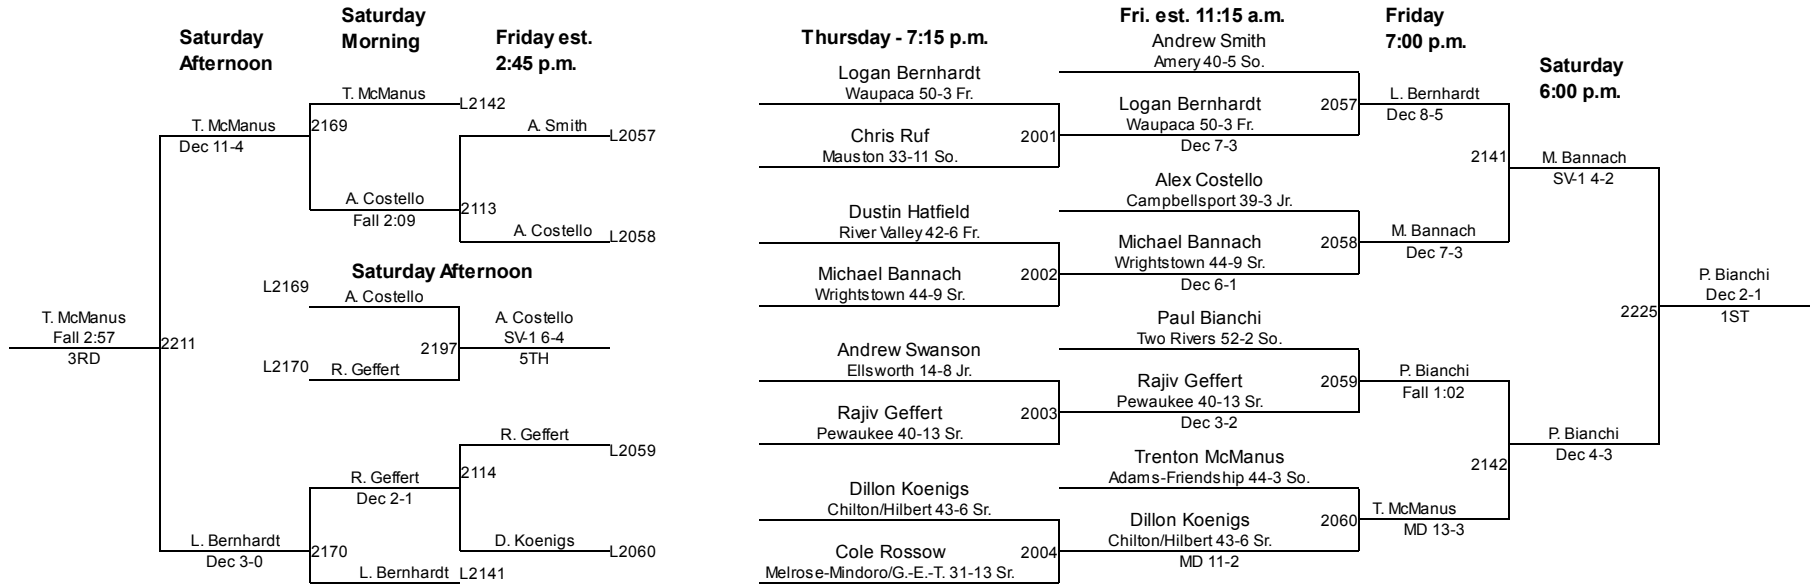 Saturday
Afternoon
Saturday
Morning
Friday est.
2:45 p.m.
T. McManus
L2142
2169
T. McManus
Dec 11-4
A. Smith
L2057
A. Costello
Fall 2:09
2113
A. Costello
L2058
Saturday Afternoon
L2169
A. Costello
T. McManus
Fall 2:57
3RD
2211
A. Costello
SV-1 6-4
5TH
2197
L2170
R. Geffert
R. Geffert
L2059
2114
R. Geffert
Dec 2-1
D. Koenigs
L2060
L. Bernhardt
Dec 3-0
2170
L. Bernhardt
L2141
Thursday - 7:15 p.m.
Logan Bernhardt
Waupaca 50-3 Fr.
Chris Ruf
Mauston 33-11 So.
2001
Dustin Hatfield
River Valley 42-6 Fr.
Michael Bannach
Wrightstown 44-9 Sr.
2002
Andrew Swanson
Ellsworth 14-8 Jr.
Rajiv Geffert
Pewaukee 40-13 Sr.
2003
Dillon Koenigs
Chilton/Hilbert 43-6 Sr.
Cole Rossow
Melrose-Mindoro/G.-E.-T. 31-13 Sr.
2004
Fri. est. 11:15 a.m.
Andrew Smith
Amery 40-5 So.
Logan Bernhardt
Waupaca 50-3 Fr.
Dec 7-3
2057
Alex Costello
Campbellsport 39-3 Jr.
Michael Bannach
Wrightstown 44-9 Sr.
Dec 6-1
2058
Paul Bianchi
Two Rivers 52-2 So.
Rajiv Geffert
Pewaukee 40-13 Sr.
Dec 3-2
2059
Trenton McManus
Adams-Friendship 44-3 So.
Dillon Koenigs
Chilton/Hilbert 43-6 Sr.
MD 11-2
2060
Friday
7:00 p.m.
L. Bernhardt
Dec 8-5
2141
M. Bannach
Dec 7-3
P. Bianchi
Fall 1:02
2142
T. McManus
MD 13-3
Saturday
6:00 p.m.
M. Bannach
SV-1 4-2
2225
P. Bianchi
Dec 4-3
P. Bianchi
Dec 2-1
1ST